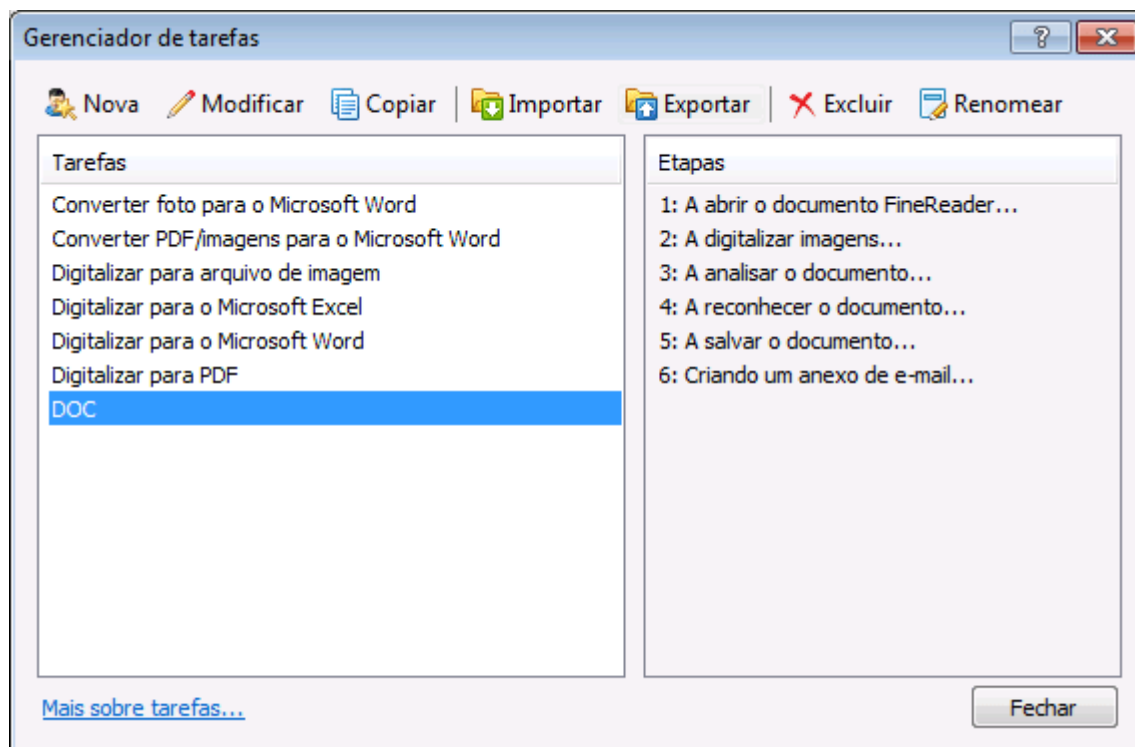 Gerenciador de tarefas
Nova Modificar Copiar Importar Exportar Excluir Renomear
Tarefas
Converter foto para o Microsoft Word
Converter PDF/imagens para o Microsoft Word
Digitalizar para arquivo de imagem
Digitalizar para o Microsoft Excel
Digitalizar para o Microsoft Word
Digitalizar para PDF
DOC
Etapas
1: A abrir o documento FineReader...
2: A digitalizar imagens...
3: A analisar o documento...
4: A reconhecer o documento...
5: A salvar o documento...
6: Criando um anexo de e-mail...
Mais sobre tarefas...
Fechar